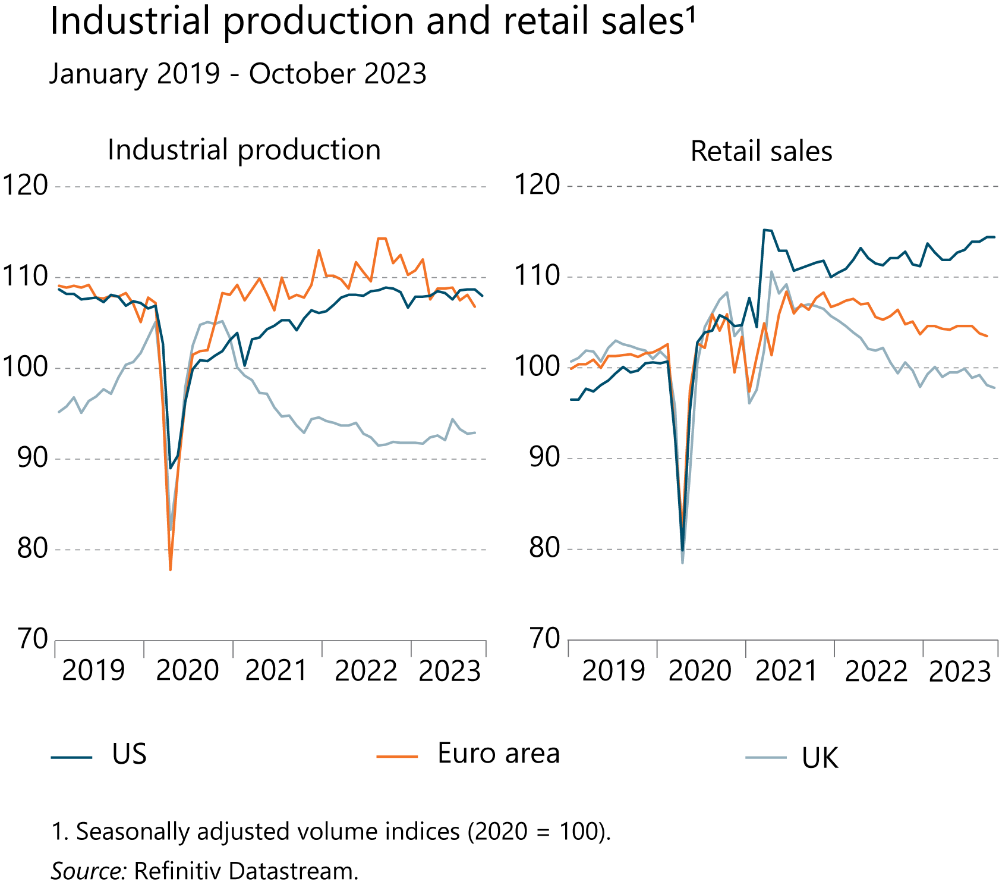 Industrial production and retail sales¹
January 2019 - October 2023
Industrial production
120
110
100
90
80
70
2019 2020 2021 2022 2023
Retail sales
120
110
100
90
80
70
2019 2020 2021 2022 2023
US Euro area UK
1. Seasonally adjusted volume indices (2020 = 100).
Source: Refinitiv Datastream.